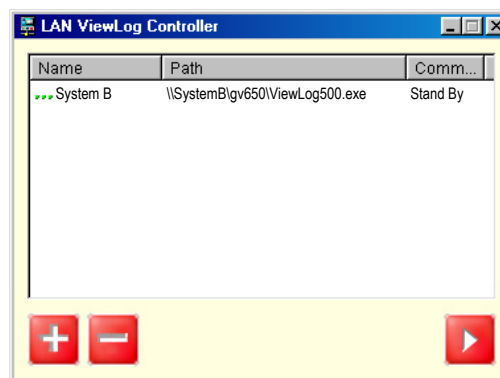 LAN ViewLog Controller
Name Path Comm...
System B \\SystemB\gv650\ViewLog500.exe Stand By